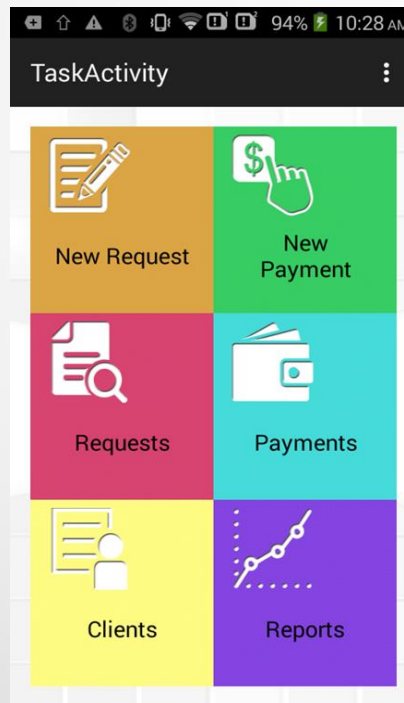 94% 10:28 AM
TaskActivity
$
New Request
New
Payment
Requests
Payments
Clients
Reports